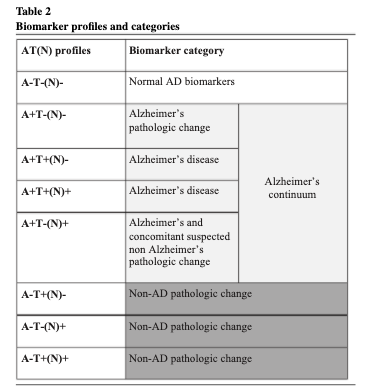 Table 2
Biomarker profiles and categories
AT(N) profiles
Biomarker category
A-T-(N)-
Normal AD biomarkers
A+T-(N)-
Alzheimer's
pathologic change
A+T+(N)-
Alzheimer's disease
A+T+(N)+
Alzheimer's disease
A+T-(N)+
Alzheimer's and
concomitant suspected
non Alzheimer's
pathologic change
Alzheimer's
continuum
A-T+(N)-
Non-AD pathologic change
A-T-(N)+
Non-AD pathologic change
A-T+(N)+
Non-AD pathologic change